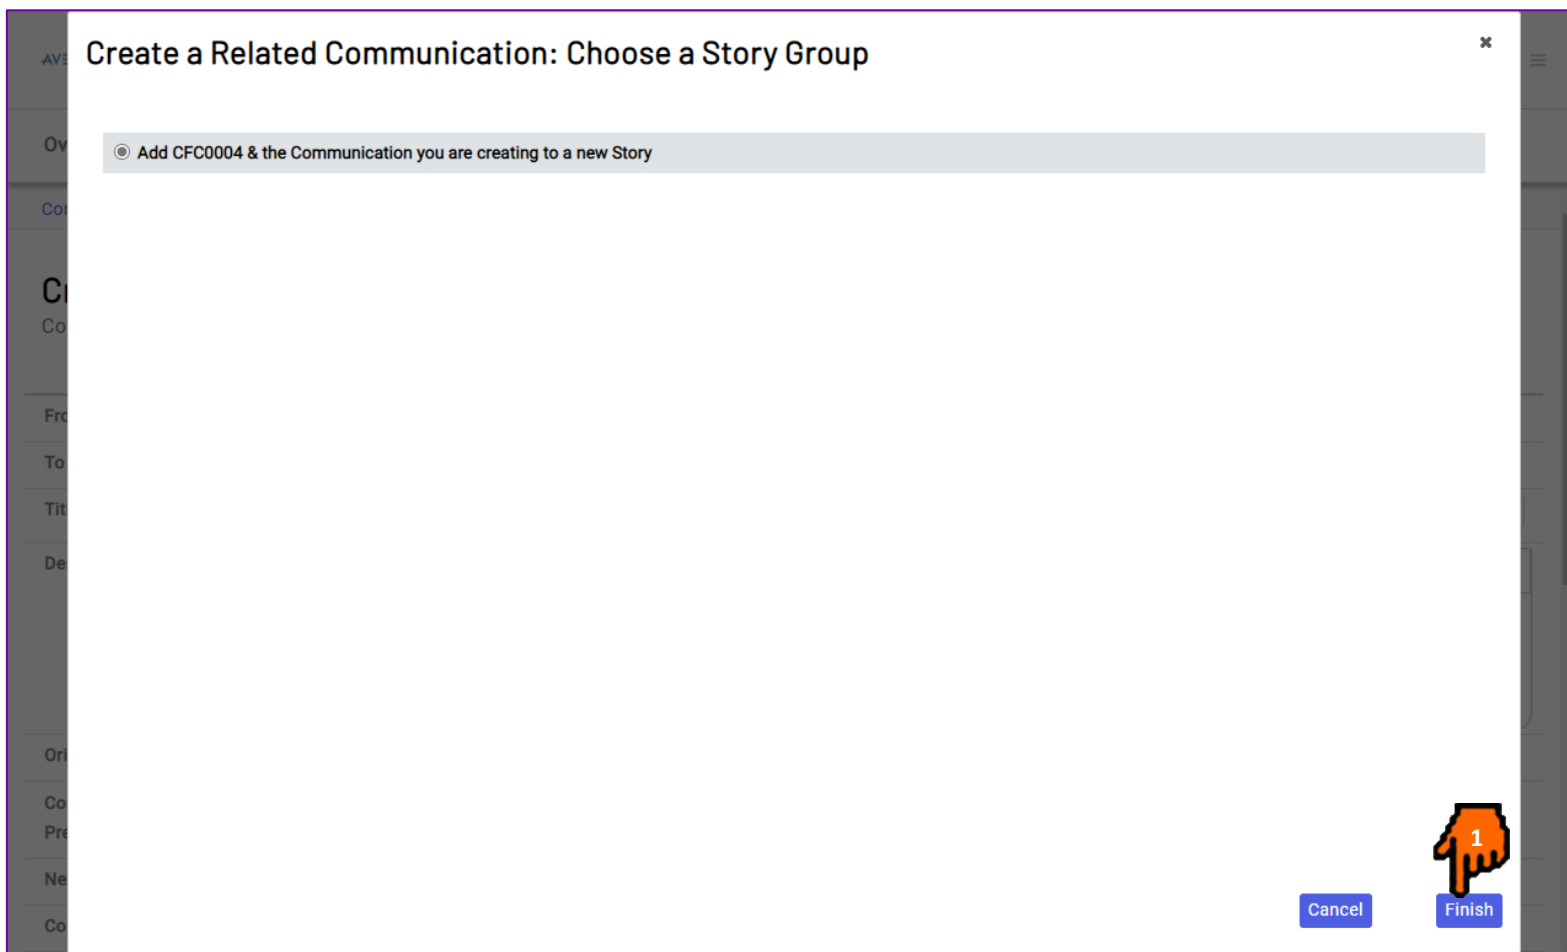 Create a Related Communication: Choose a Story Group
Add CFC0004 & the Communication you are creating to a new Story
To
1
Cancel
Finish